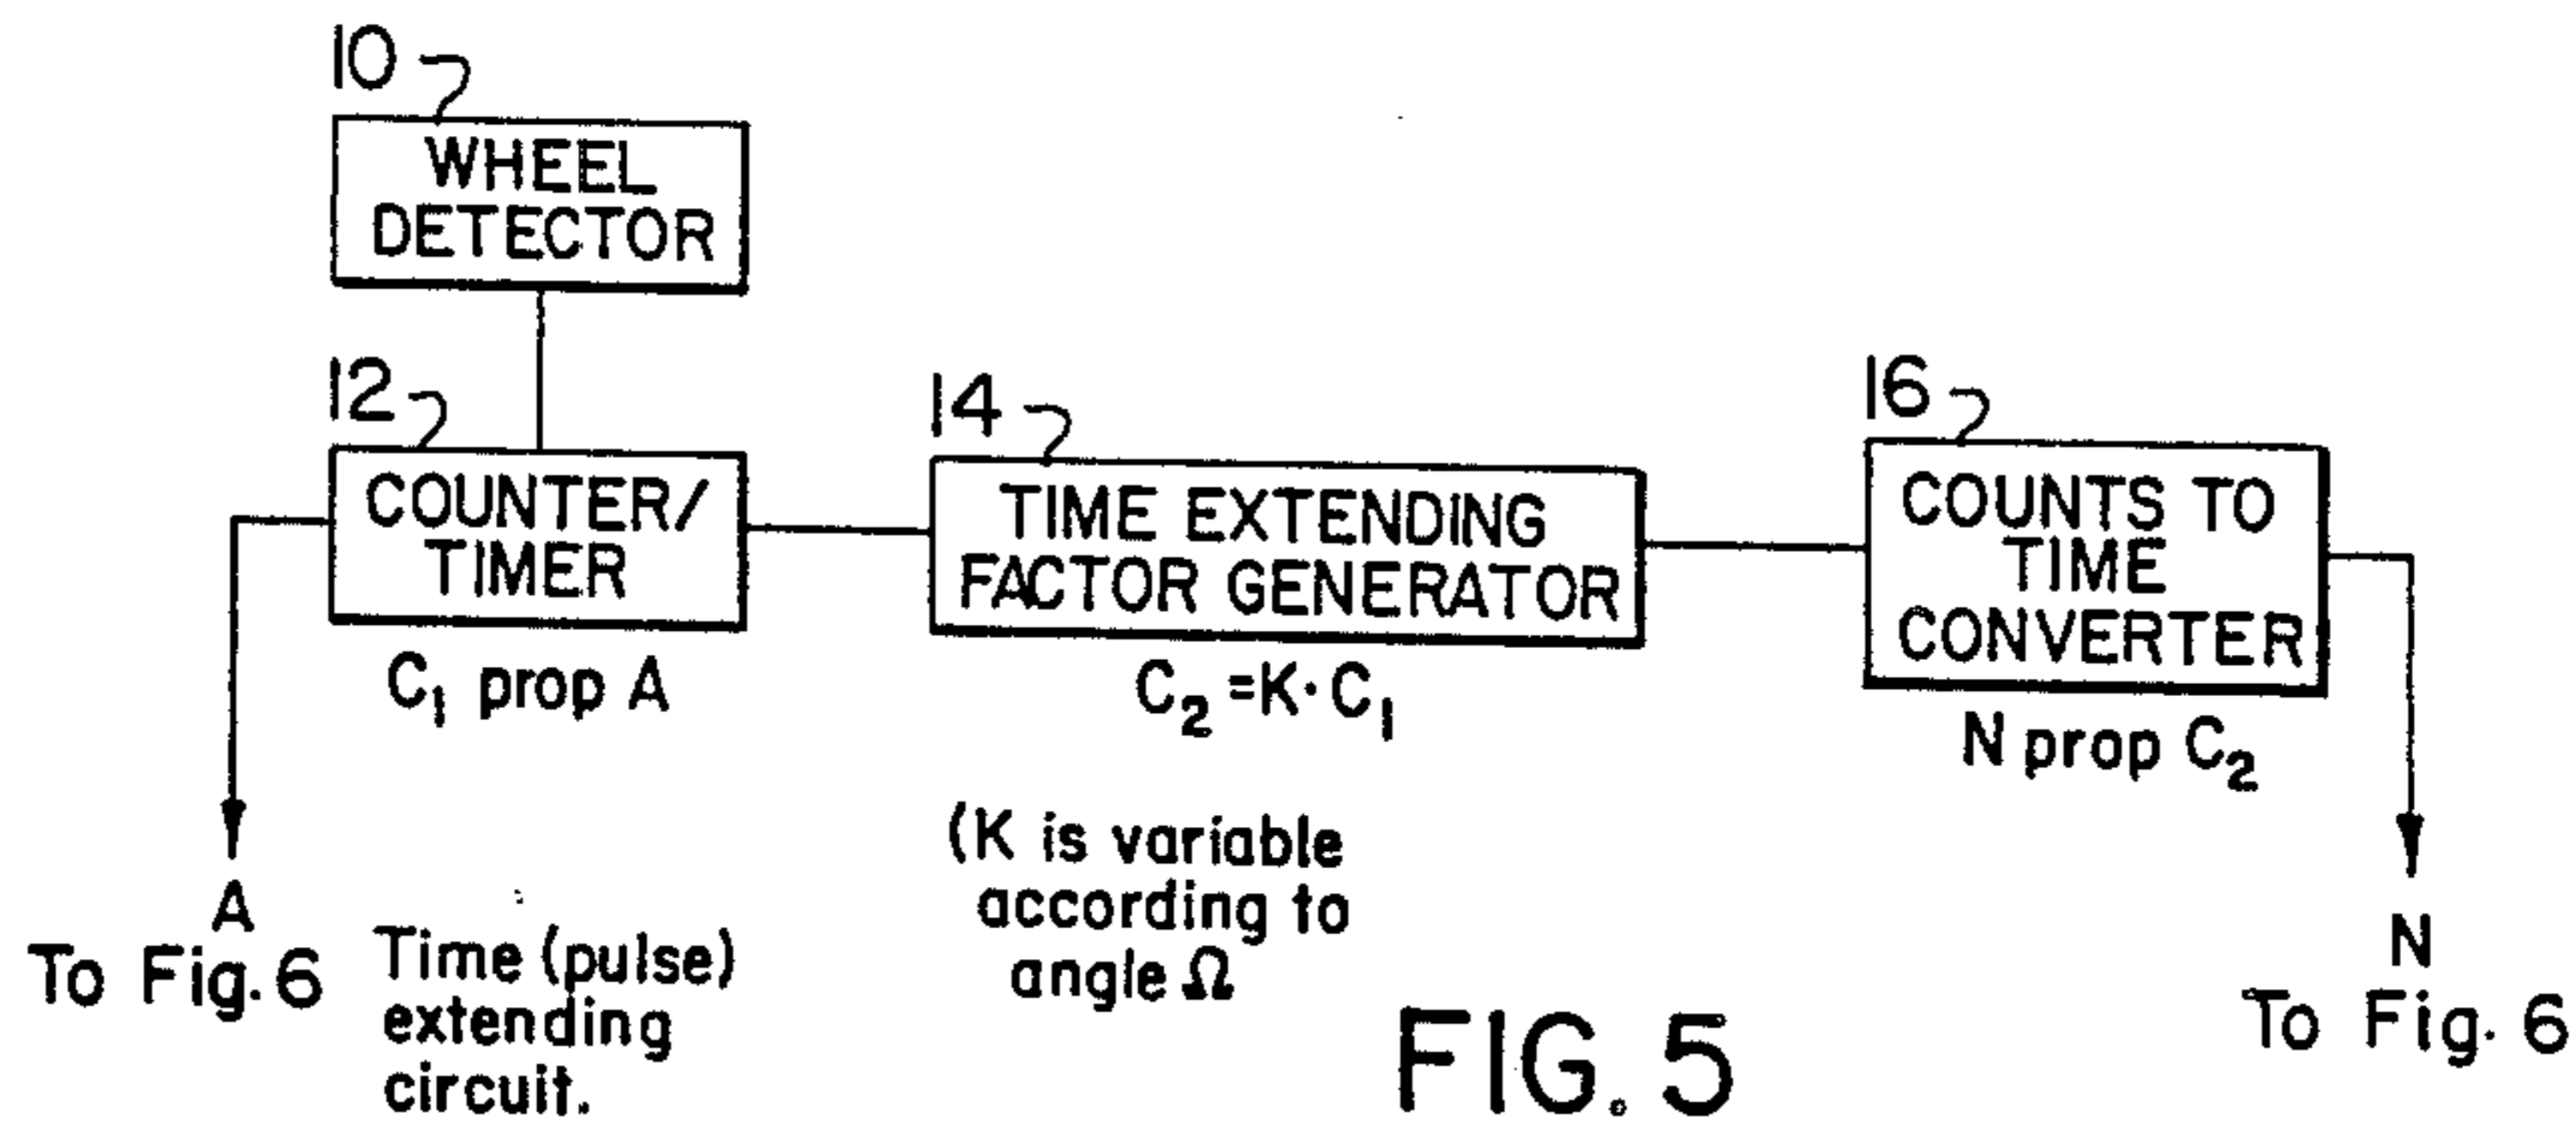 10
WHEEL
DETECTOR
12
COUNTER/
TIMER
C₁ prop A
14
TIME EXTENDING
FACTOR GENERATOR
C₂ = K · C₁
(K is variable
according to
angle Ω
16
COUNTS TO
TIME
CONVERTER
N prop C₂
A
To Fig. 6
Time (pulse)
extending
circuit.
N
To Fig. 6
FIG. 5